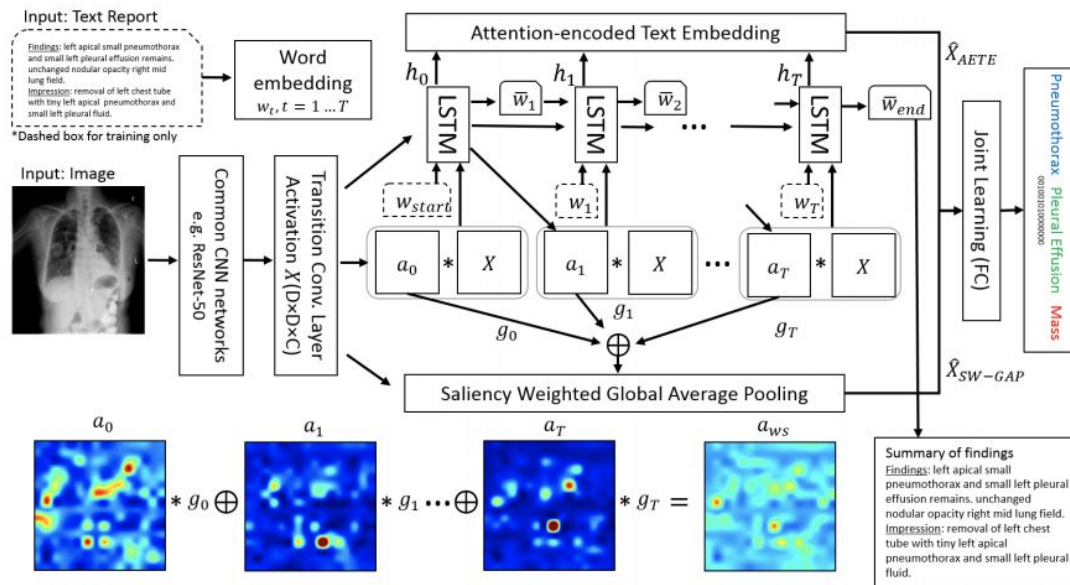 Input: Text Report
Findings: left apical small pneumothorax
and small left pleural effusion remains.
unchanged nodular opacity right mid
lung field.
Impression: removal of left chest tube
with tiny left apical pneumothorax and
small left pleural fluid.
*Dashed box for training only
Word
embedding
w_t, t = 1 … T
Attention-encoded Text Embedding
h_0
h_1
h_T
LSTM
w̅_1
LSTM
w̅_2
…
LSTM
w̅_end
w_start
w_1
w_T
Input: Image
Common CNN networks
e.g. ResNet-50
Transition Conv. Layer
Activation X(D×D×C)
a_0 * X
a_1 * X
…
a_T * X
g_0
g_1
g_T
⊕
Saliency Weighted Global Average Pooling
X̂_AETE
X̂_SW−GAP
Joint Learning (FC)
Pneumothorax Pleural Effusion Mass
001001010000000
a_0
a_1
a_T
a_ws
* g_0 ⊕ * g_1 … ⊕ * g_T =
Summary of findings
Findings: left apical small
pneumothorax and small left pleural
effusion remains. unchanged
nodular opacity right mid lung field.
Impression: removal of left chest
tube with tiny left apical
pneumothorax and small left pleural
fluid.